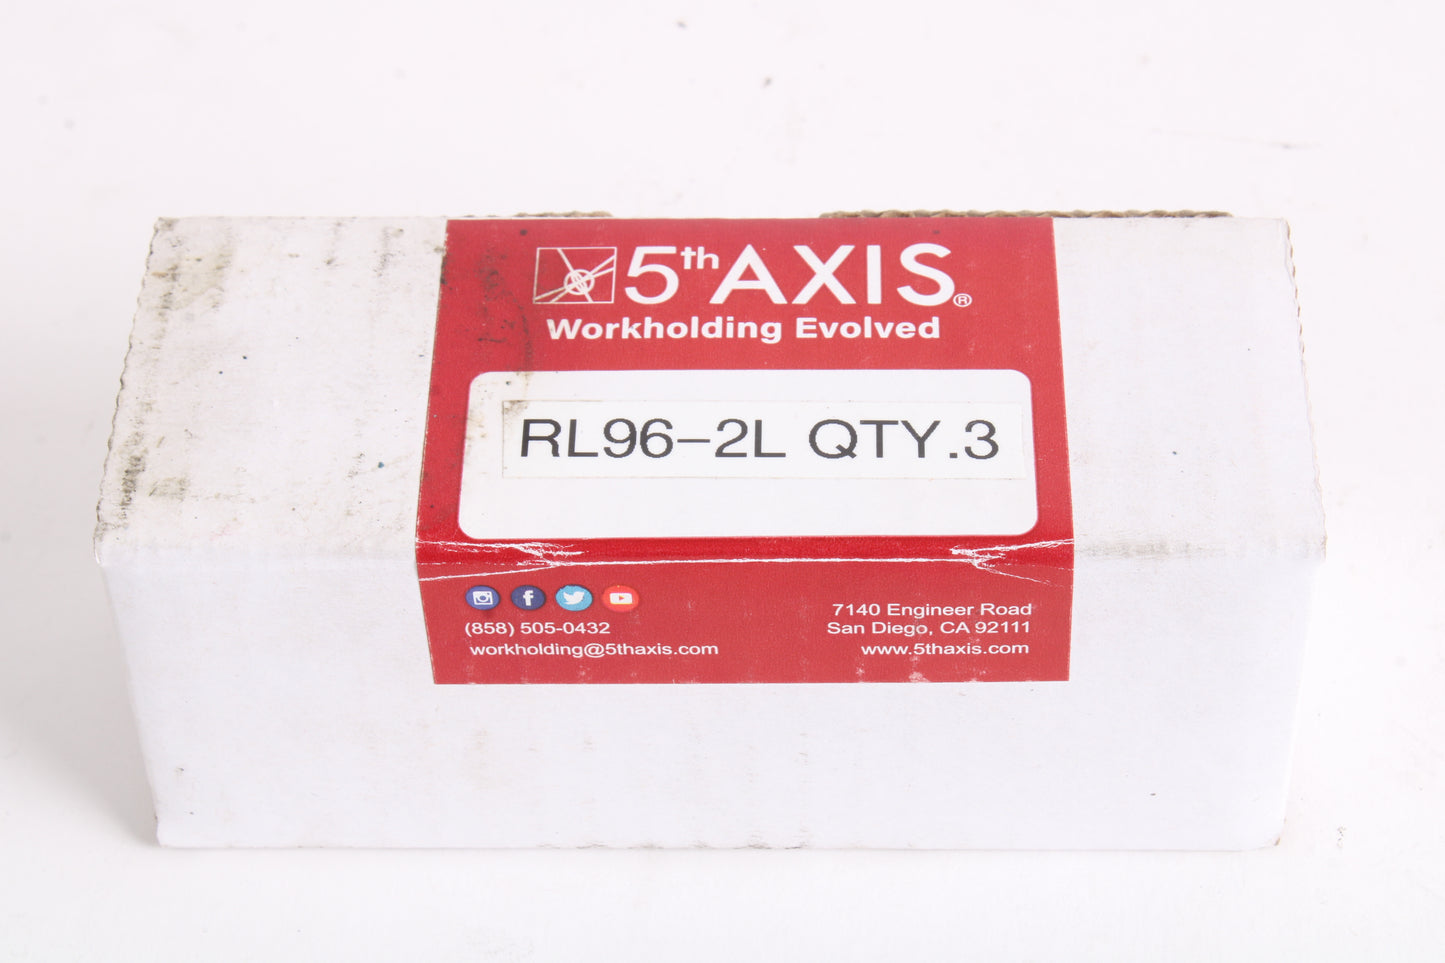 5th AXIS®
Workholding Evolved
RL96-2L QTY.3
(858) 505-0432
workholding@5thaxis.com
7140 Engineer Road
San Diego, CA 92111
www.5thaxis.com